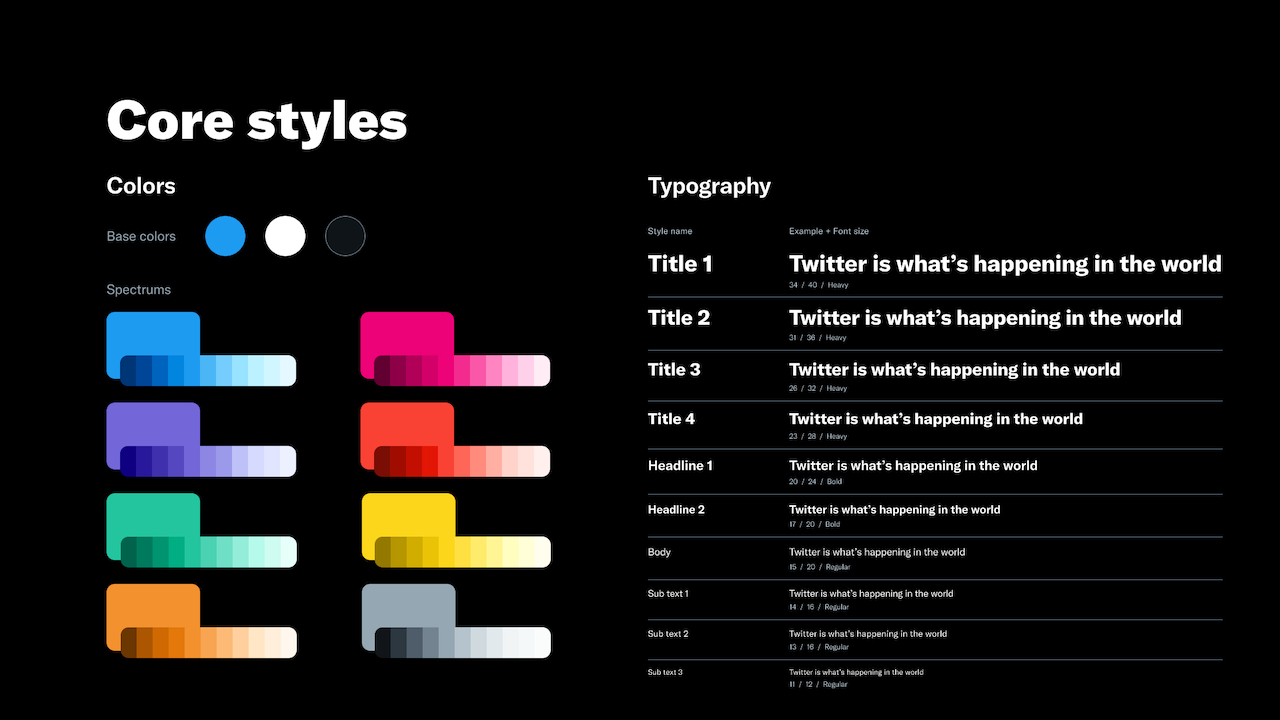 Core styles
Colors
Base colors
Spectrums
Typography
Style name
Example + Font size
Title 1
Twitter is what’s happening in the world
34 / 40 / Heavy
Title 2
Twitter is what’s happening in the world
31 / 36 / Heavy
Title 3
Twitter is what’s happening in the world
26 / 32 / Heavy
Title 4
Twitter is what’s happening in the world
23 / 28 / Heavy
Headline 1
Twitter is what’s happening in the world
20 / 24 / Bold
Headline 2
Twitter is what’s happening in the world
17 / 20 / Bold
Body
Twitter is what’s happening in the world
15 / 20 / Regular
Sub text 1
Twitter is what’s happening in the world
14 / 16 / Regular
Sub text 2
Twitter is what’s happening in the world
13 / 16 / Regular
Sub text 3
Twitter is what’s happening in the world
11 / 12 / Regular